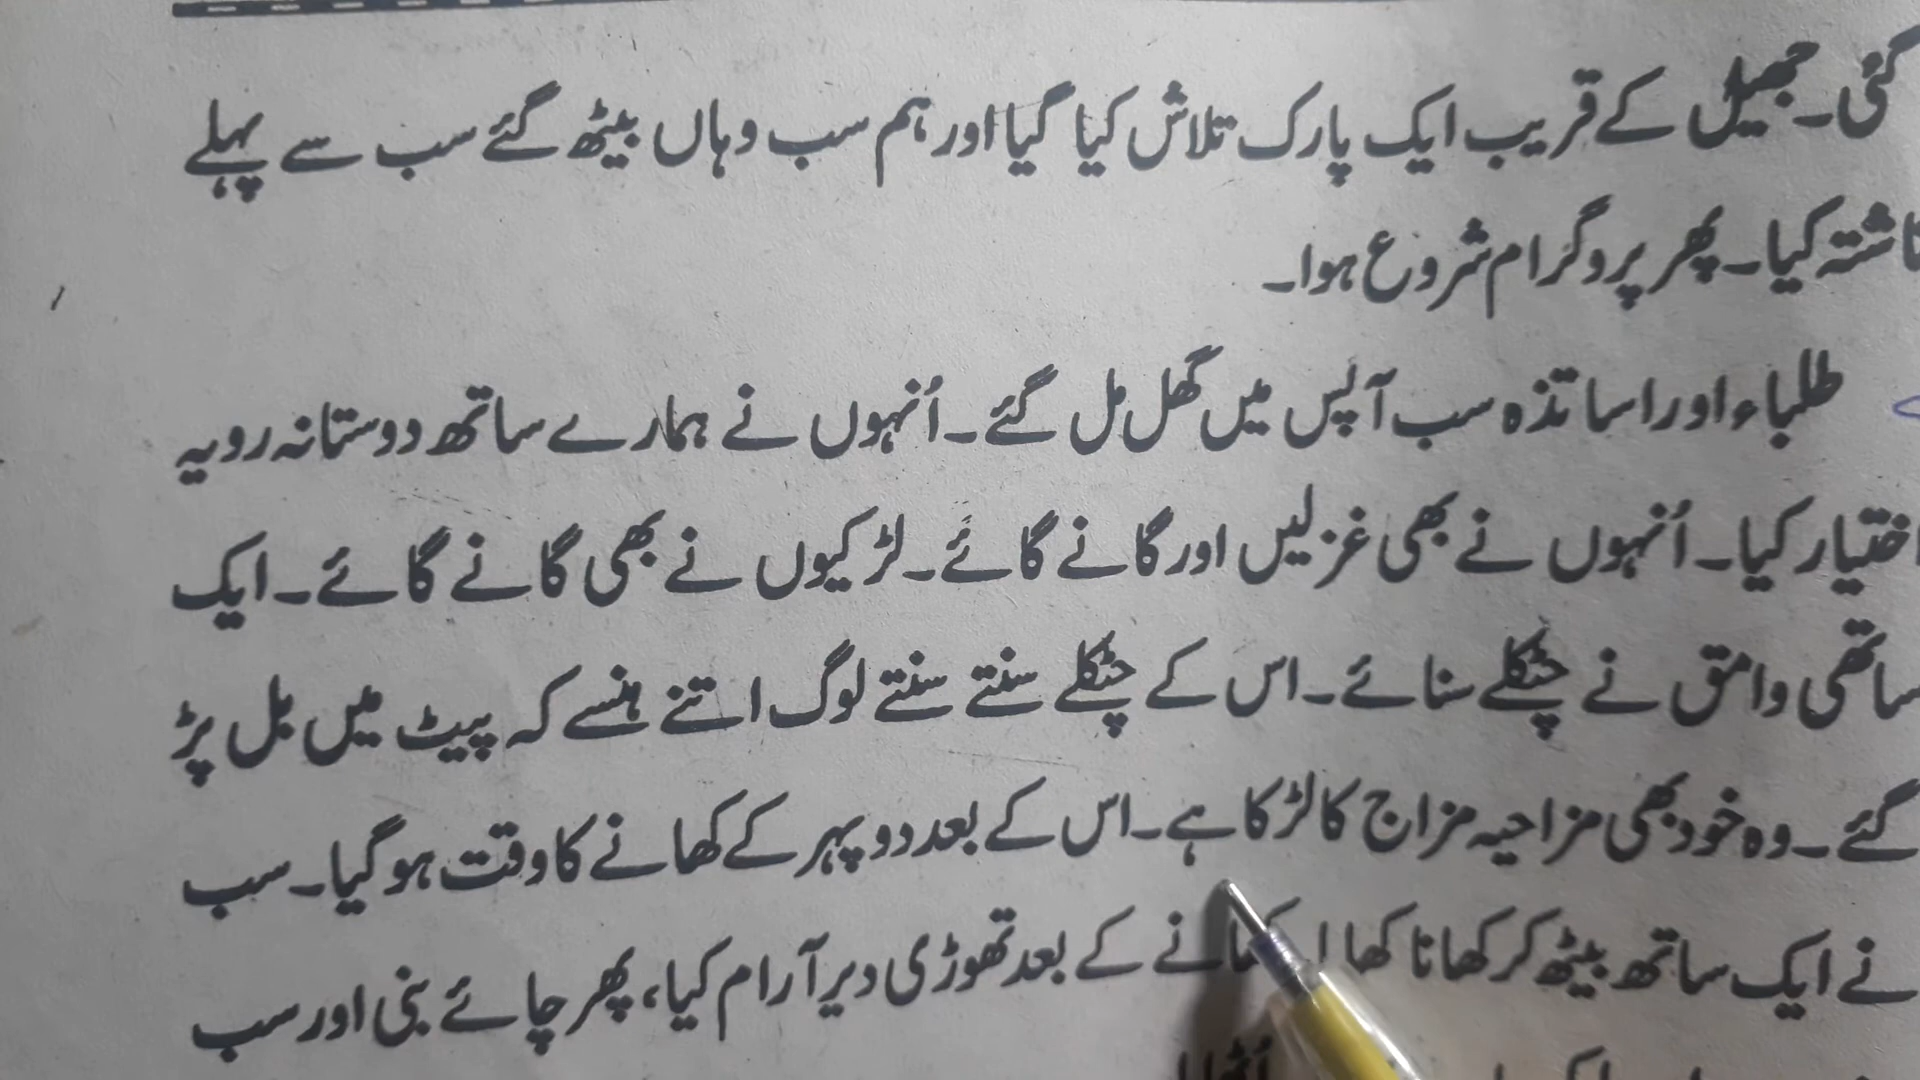 گئی۔ جھیل کے قریب ایک پارک تلاش کیا گیا اور ہم سب وہاں بیٹھ گئے سب سے پہلے
ناشتہ کیا۔ پھر پروگرام شروع ہوا۔
طلباء اور اساتذہ سب آپس میں گھل مل گئے۔ اُنہوں نے ہمارے ساتھ دوستانہ رویہ
اختیار کیا۔ اُنہوں نے بھی غزلیں اور گانے گائے۔ لڑکیوں نے بھی گانے گائے۔ ایک
ساتھی وامق نے چٹکلے سنائے۔ اس کے چٹکلے سنتے سنتے لوگ اتنے ہنسے کہ پیٹ میں بل پڑ
گئے۔ وہ خود بھی مزاحیہ مزاج کا لڑکا ہے۔ اس کے بعد دوپہر کے کھانے کا وقت ہو گیا۔ سب
نے ایک ساتھ بیٹھ کر کھانا کھا کھانے کے بعد تھوڑی دیر آرام کیا، پھر چائے بنی اور سب